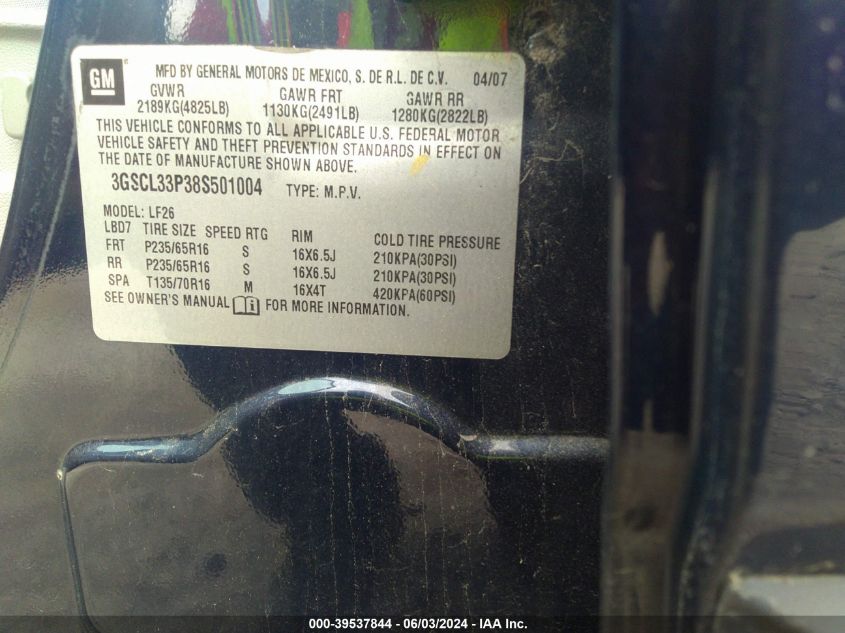 GM
MFD BY GENERAL MOTORS DE MEXICO, S. DE R.L. DE C.V. 04/07
GVWR GAWR FRT GAWR RR
2189KG(4825LB) 1130KG(2491LB) 1280KG(2822LB)
THIS VEHICLE CONFORMS TO ALL APPLICABLE U.S. FEDERAL MOTOR
VEHICLE SAFETY AND THEFT PREVENTION STANDARDS IN EFFECT ON
THE DATE OF MANUFACTURE SHOWN ABOVE.
3GSCL33P38S501004 TYPE: M.P.V.
MODEL: LF26
LBD7 TIRE SIZE SPEED RTG RIM COLD TIRE PRESSURE
FRT P235/65R16 S 16X6.5J 210KPA(30PSI)
RR P235/65R16 S 16X6.5J 210KPA(30PSI)
SPA T135/70R16 M 16X4T 420KPA(60PSI)
SEE OWNER'S MANUAL FOR MORE INFORMATION.
000-39537844 - 06/03/2024 - IAA Inc.